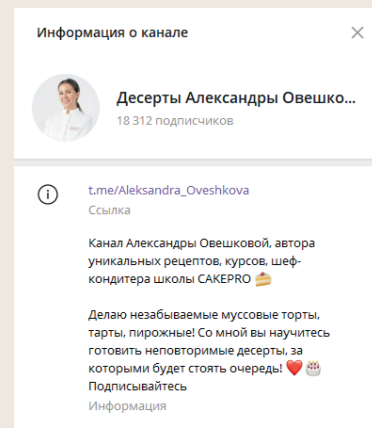 Информация о канале
Десерты Александры Овешко...
18 312 подписчиков
t.me/Aleksandra_Oveshkova
Ссылка
Канал Александры Овешковой, автора
уникальных рецептов, курсов, шеф-
кондитера школы CAKEPRO 🍰
Делаю незабываемые муссовые торты,
тарты, пирожные! Со мной вы научитесь
готовить неповторимые десерты, за
которыми будет стоять очередь! ❤️ 🎂
Подписывайтесь
Информация